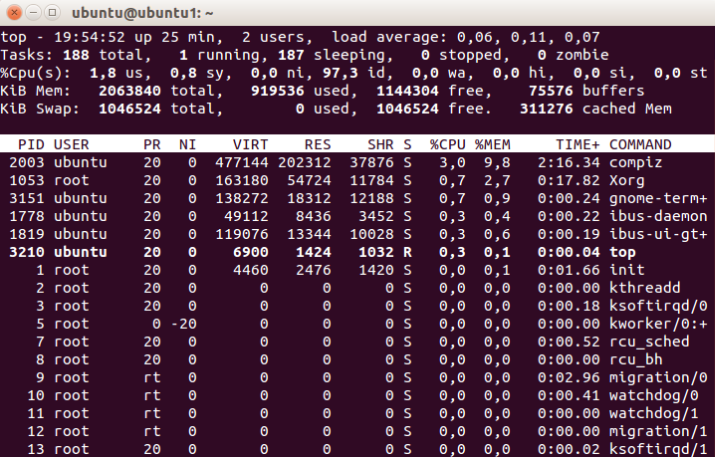 ubuntu@ubuntu1: ~
top - 19:54:52 up 25 min,  2 users,  load average: 0,06, 0,11, 0,07
Tasks: 188 total,   1 running, 187 sleeping,   0 stopped,   0 zombie
%Cpu(s):  1,8 us,  0,8 sy,  0,0 ni, 97,3 id,  0,0 wa,  0,0 hi,  0,0 si,  0,0 st
KiB Mem:   2063840 total,   919536 used,  1144304 free,    75576 buffers
KiB Swap:  1046524 total,        0 used,  1046524 free.   311276 cached Mem
PID USER      PR  NI    VIRT    RES    SHR S  %CPU %MEM     TIME+ COMMAND
2003 ubuntu    20   0  477144 202312  37876 S   3,0  9,8   2:16.34 compiz
1053 root      20   0  163180  54724  11784 S   0,7  2,7   0:17.82 Xorg
3151 ubuntu    20   0  138272  18312  12188 S   0,7  0,9   0:00.24 gnome-term+
1778 ubuntu    20   0   49112   8436   3452 S   0,3  0,4   0:00.22 ibus-daemon
1819 ubuntu    20   0  119076  13344  10028 S   0,3  0,6   0:00.19 ibus-ui-gt+
3210 ubuntu    20   0    6900   1424   1032 R   0,3  0,1   0:00.04 top
1 root      20   0    4460   2476   1420 S   0,0  0,1   0:01.66 init
2 root      20   0       0      0      0 S   0,0  0,0   0:00.00 kthreadd
3 root      20   0       0      0      0 S   0,0  0,0   0:00.18 ksoftirqd/0
5 root       0 -20       0      0      0 S   0,0  0,0   0:00.00 kworker/0:+
7 root      20   0       0      0      0 S   0,0  0,0   0:00.52 rcu_sched
8 root      20   0       0      0      0 S   0,0  0,0   0:00.00 rcu_bh
9 root      rt   0       0      0      0 S   0,0  0,0   0:02.96 migration/0
10 root      rt   0       0      0      0 S   0,0  0,0   0:00.41 watchdog/0
11 root      rt   0       0      0      0 S   0,0  0,0   0:00.00 watchdog/1
12 root      rt   0       0      0      0 S   0,0  0,0   0:00.00 migration/1
13 root      20   0       0      0      0 S   0,0  0,0   0:00.02 ksoftirqd/1